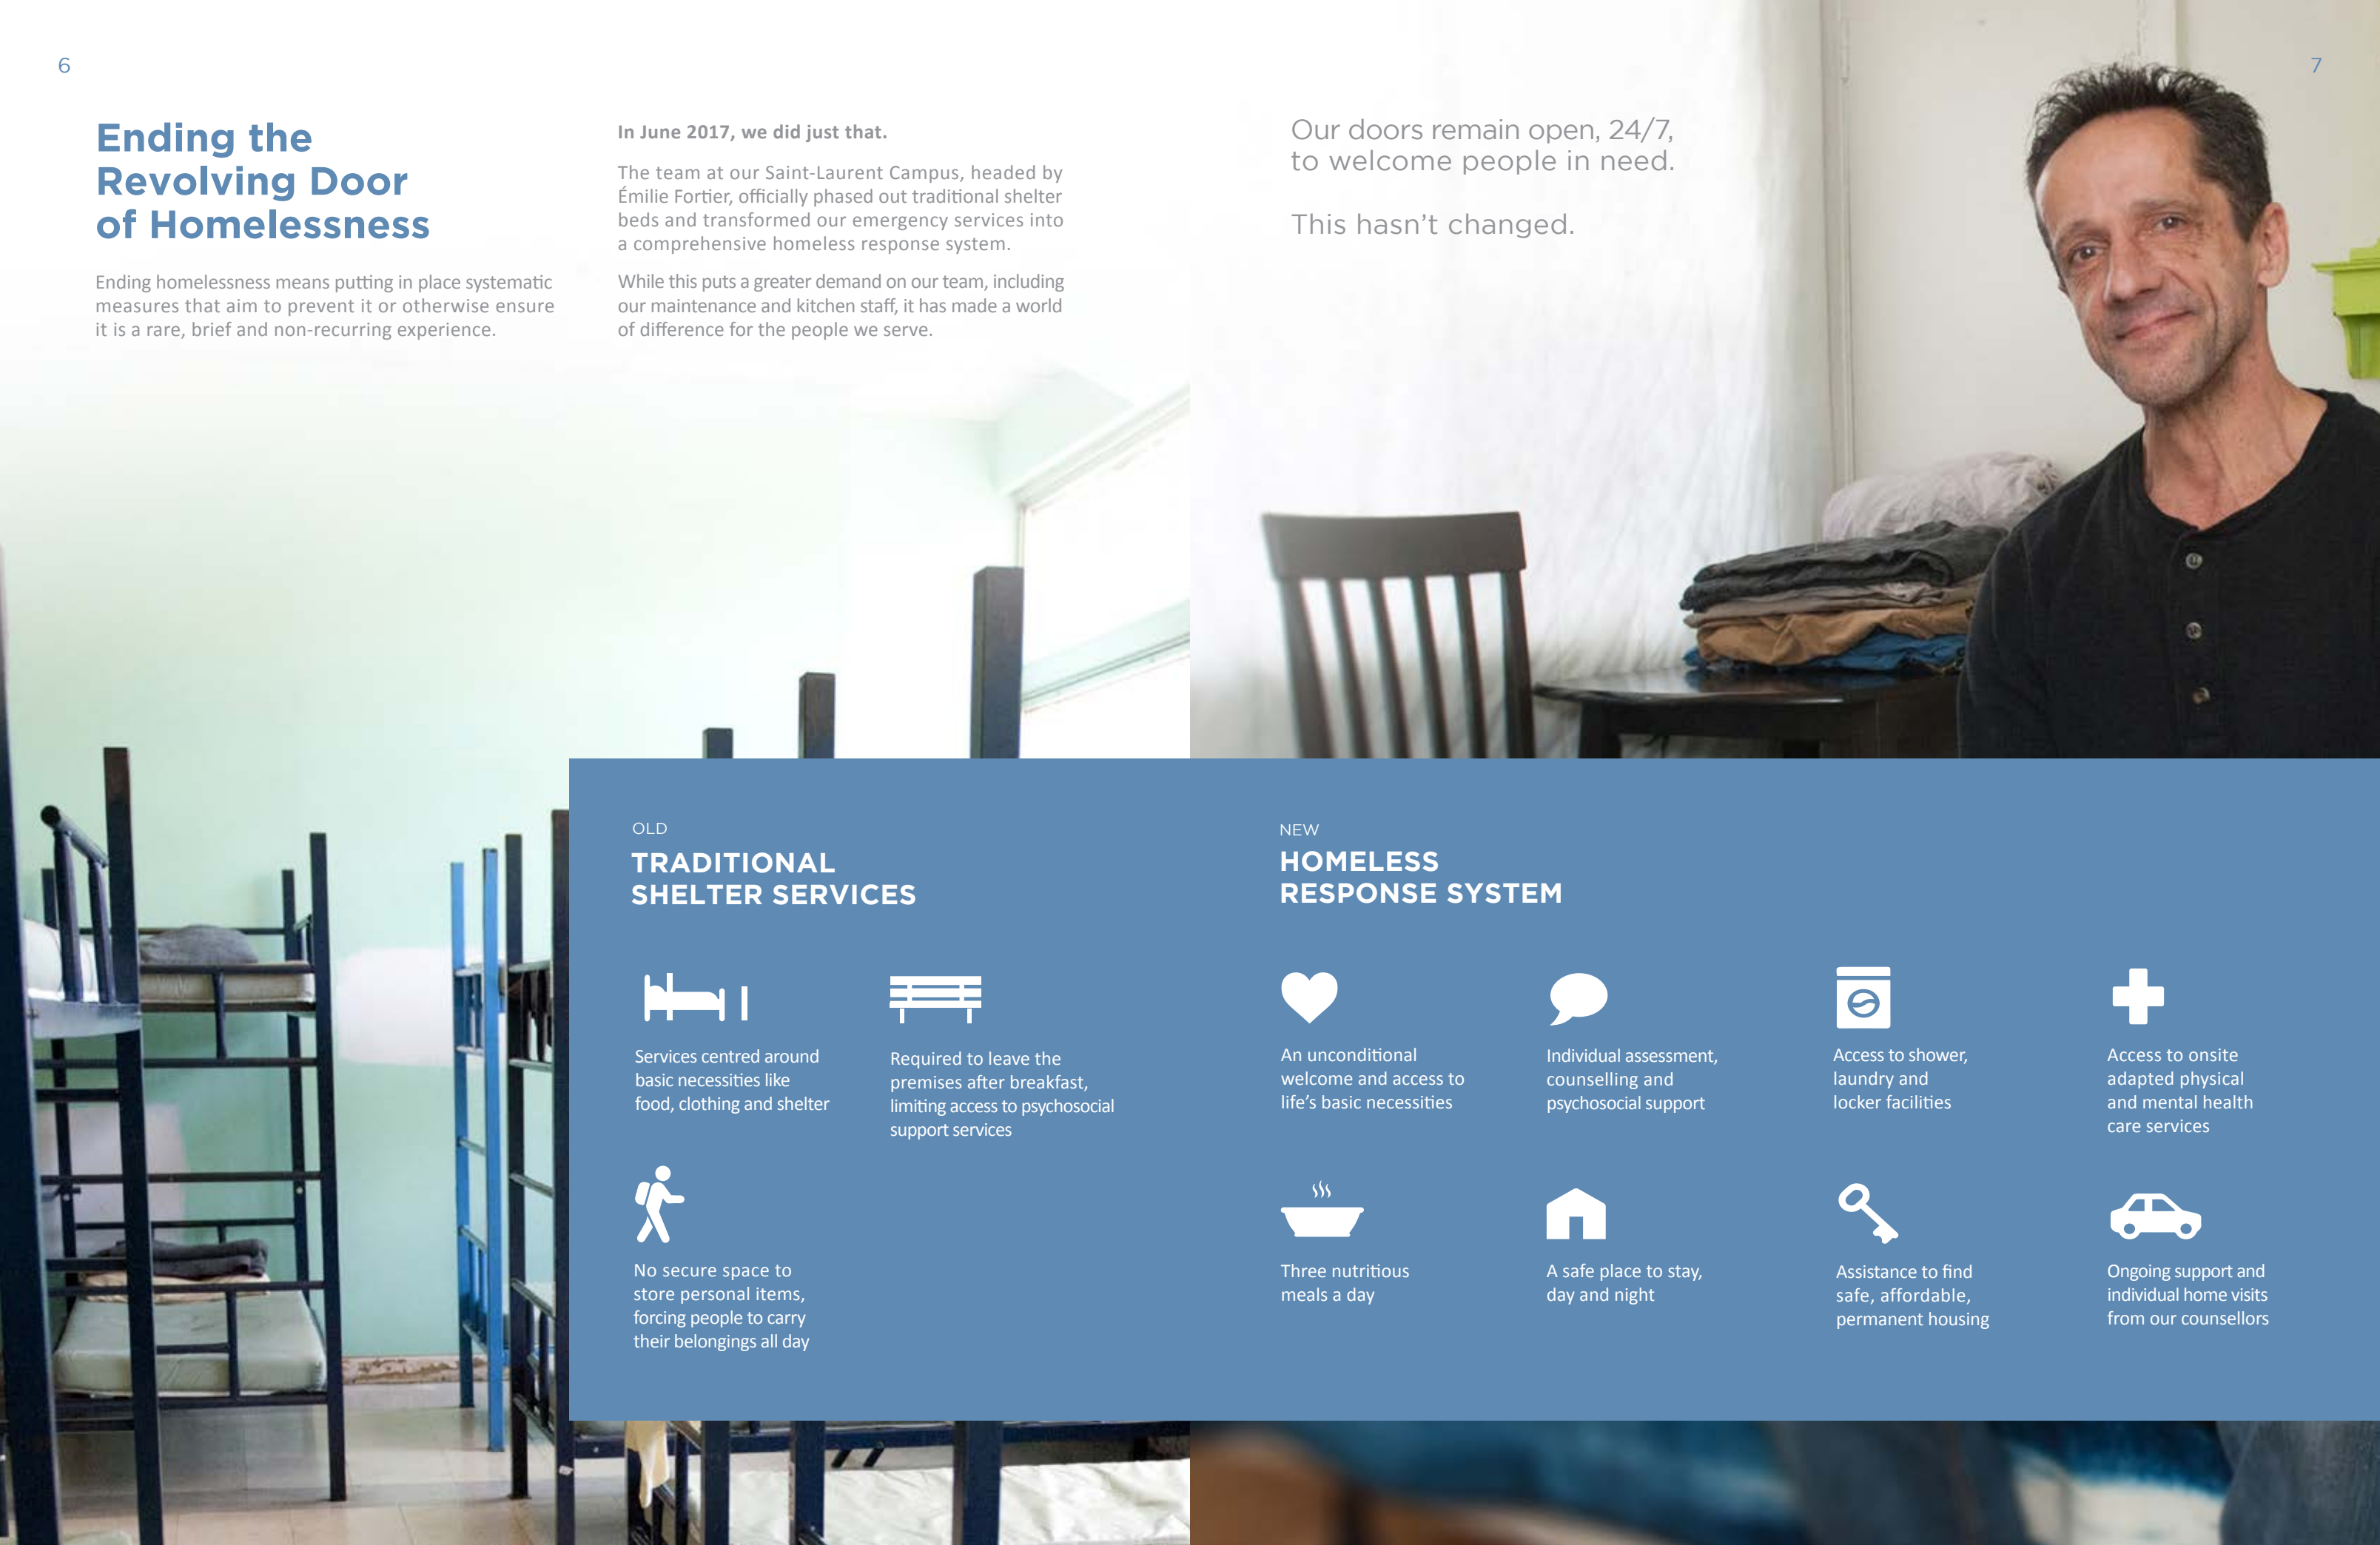 6
Ending the
Revolving Door
of Homelessness
Ending homelessness means putting in place systematic
measures that aim to prevent it or otherwise ensure
it is a rare, brief and non-recurring experience.
In June 2017, we did just that.
The team at our Saint-Laurent Campus, headed by
Émilie Fortier, officially phased out traditional shelter
beds and transformed our emergency services into
a comprehensive homeless response system.
While this puts a greater demand on our team, including
our maintenance and kitchen staff, it has made a world
of difference for the people we serve.
Our doors remain open, 24/7,
to welcome people in need.
This hasn't changed.
7
OLD
TRADITIONAL
SHELTER SERVICES
Services centred around
basic necessities like
food, clothing and shelter
Required to leave the
premises after breakfast,
limiting access to psychosocial
support services
No secure space to
store personal items,
forcing people to carry
their belongings all day
NEW
HOMELESS
RESPONSE SYSTEM
An unconditional
welcome and access to
life's basic necessities
Individual assessment,
counselling and
psychosocial support
Access to shower,
laundry and
locker facilities
Access to onsite
adapted physical
and mental health
care services
Three nutritious
meals a day
A safe place to stay,
day and night
Assistance to find
safe, affordable,
permanent housing
Ongoing support and
individual home visits
from our counsellors